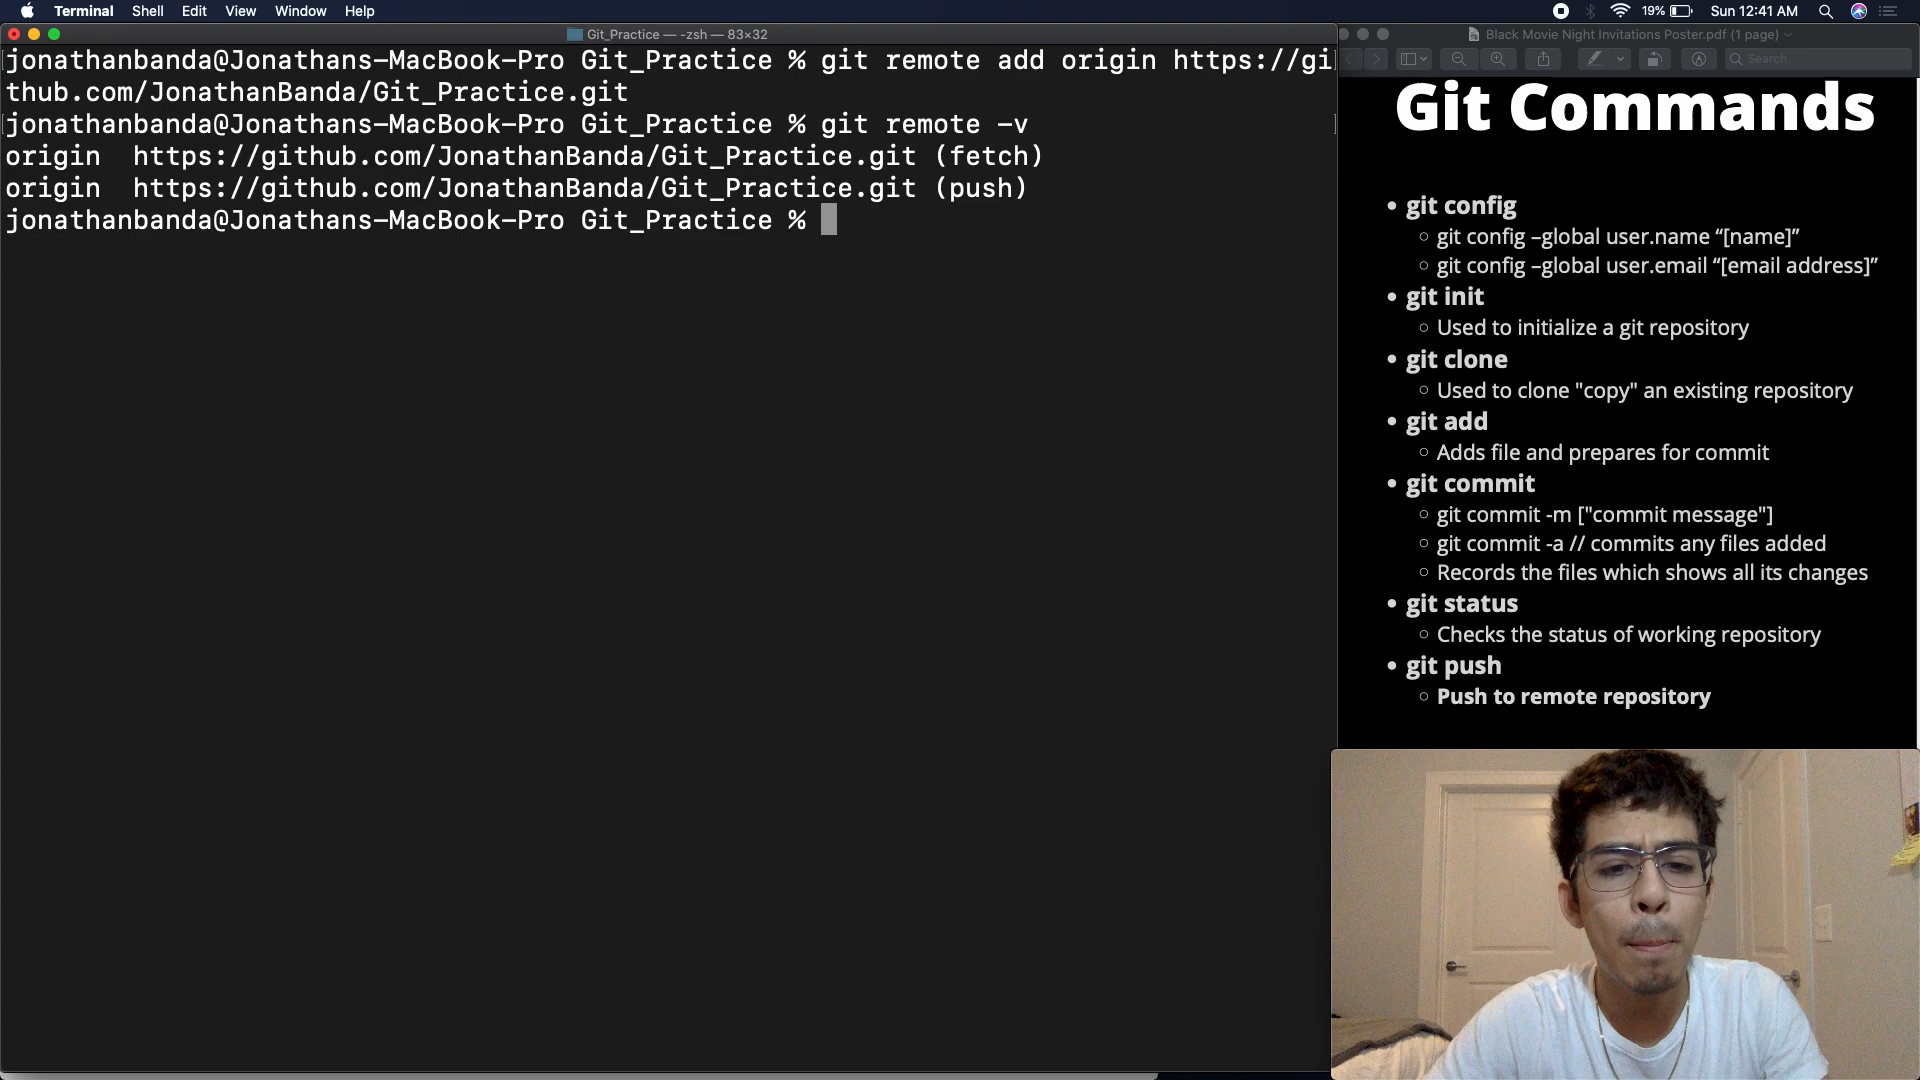 Terminal Shell Edit View Window Help 19% Sun 12:41 AM
Git_Practice — -zsh — 83×32
jonathanbanda@Jonathans-MacBook-Pro Git_Practice % git remote add origin https://gi
thub.com/JonathanBanda/Git_Practice.git
jonathanbanda@Jonathans-MacBook-Pro Git_Practice % git remote -v
origin  https://github.com/JonathanBanda/Git_Practice.git (fetch)
origin  https://github.com/JonathanBanda/Git_Practice.git (push)
jonathanbanda@Jonathans-MacBook-Pro Git_Practice %
Black Movie Night Invitations Poster.pdf (1 page)
Search
Git Commands
• git config
○ git config –global user.name “[name]”
○ git config –global user.email “[email address]”
• git init
○ Used to initialize a git repository
• git clone
○ Used to clone "copy" an existing repository
• git add
○ Adds file and prepares for commit
• git commit
○ git commit -m ["commit message"]
○ git commit -a // commits any files added
○ Records the files which shows all its changes
• git status
○ Checks the status of working repository
• git push
○ Push to remote repository